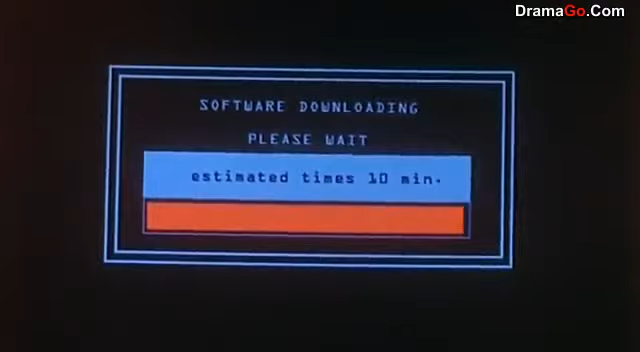 DramaGo.Com
SOFTWARE DOWNLOADING
PLEASE WAIT
estimated times 10 min.